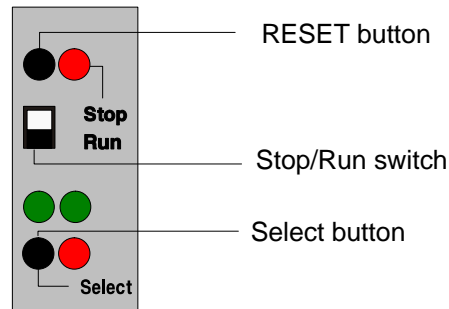 RESET button
Stop
Run
Stop/Run switch
Select button
Select